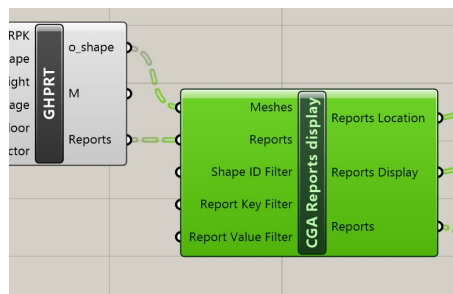 RPK
ape
ight
age
loor
ctor
GHPRT
o_shape
M
Reports
Meshes
Reports
Shape ID Filter
Report Key Filter
Report Value Filter
CGA Reports display
Reports Location
Reports Display
Reports